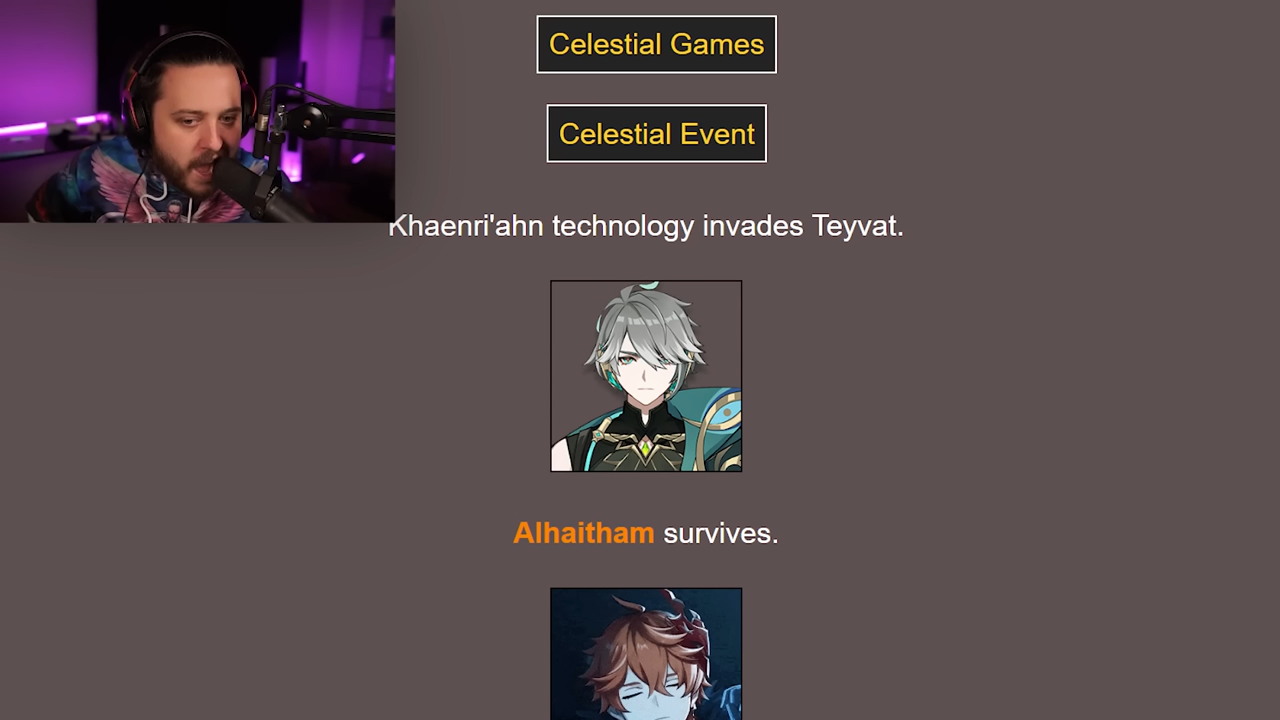 Celestial Games
Celestial Event
Khaenri'ahn technology invades Teyvat.
Alhaitham survives.